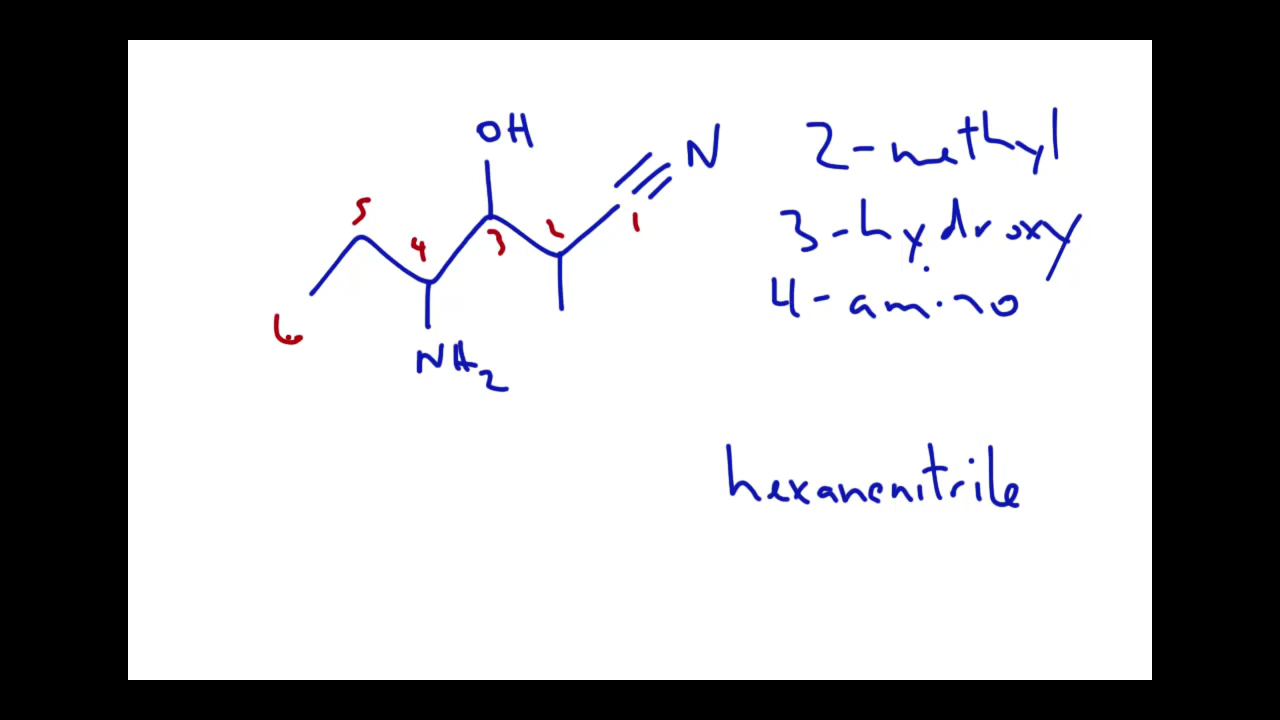 OH
N
5
4
3
2
1
6
NH2
2-methyl
3-hydroxy
4-amino
hexanenitrile